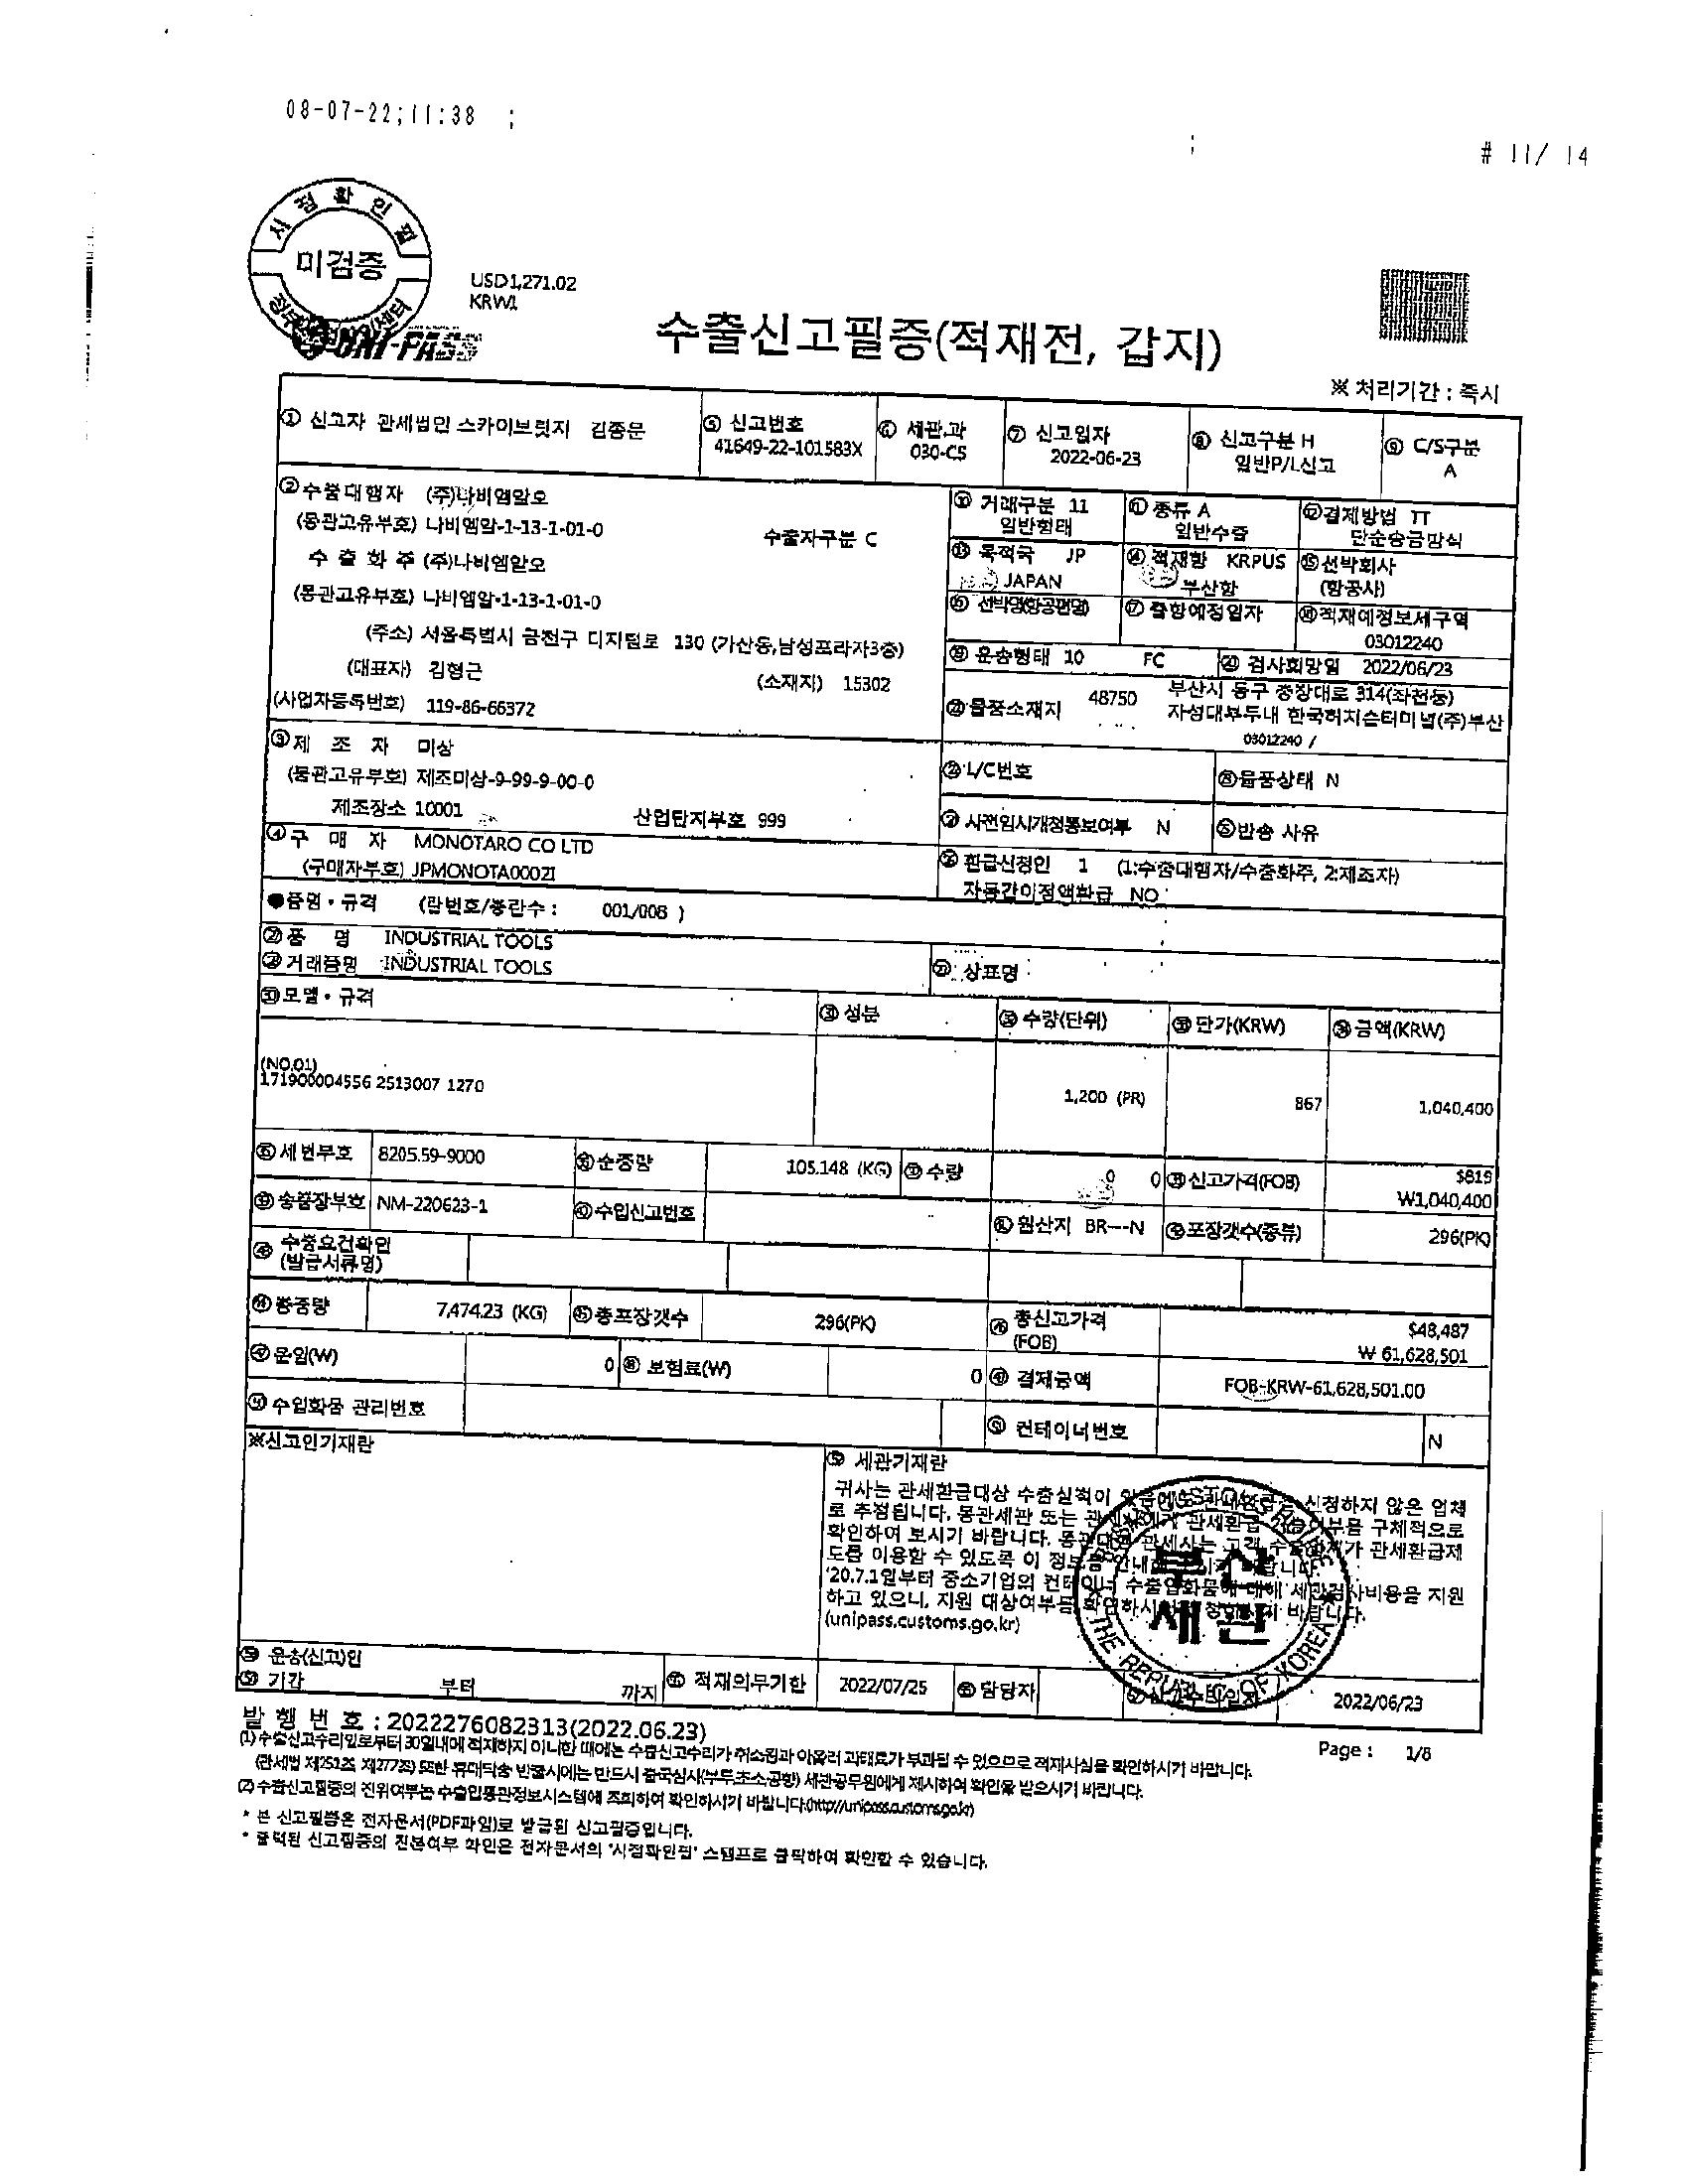 08-07-22;11:38 ;
# 11/ 14
시점확인필
미검증
USD1,271.02
KRW1
UNI-PASS
수출신고필증(적재전, 갑지)
※ 처리기간 : 즉시
① 신고자 관세법인 스카이브릿지 김종문
⑤ 신고번호
41649-22-101583X
⑥ 세관.과
030-CS
⑦ 신고일자
2022-06-23
⑧ 신고구분 H
일반P/L신고
⑨ C/S구분
A
② 수출대행자 (주)나비엠알오
(통관고유부호) 나비엠알-1-13-1-01-0
수출자구분 C
수 출 화 주 (주)나비엠알오
(통관고유부호) 나비엠알-1-13-1-01-0
(주소) 서울특별시 금천구 디지털로 130 (가산동,남성프라자3층)
(대표자) 김형근
(소재지) 15302
(사업자등록번호) 119-86-66372
⑩ 거래구분 11
일반형태
⑪ 종류 A
일반수출
⑫ 결제방법 TT
단순송금방식
⑬ 목적국 JP
JAPAN
⑭ 적재항 KRPUS
부산항
⑮ 선박회사
(항공사)
⑯ 선박명(항공편명)
⑰ 출항예정일자
⑱ 적재예정보세구역
03012240
⑲ 운송형태 10 FC
⑳ 검사희망일 2022/06/23
㉑ 물품소재지
48750 부산시 동구 충장대로 314(좌천동)
자성대부두내 한국허치슨터미널(주)부산
03012240 /
③ 제 조 자 미상
(통관고유부호) 제조미상-9-99-9-00-0
제조장소 10001 산업단지부호 999
㉒ L/C번호
㉓ 물품상태 N
㉔ 사전임시개청통보여부 N
㉕ 반송 사유
④ 구 매 자 MONOTARO CO LTD
(구매자부호) JPMONOTA0002I
㉖ 환급신청인 1 (1:수출대행자/수출화주, 2:제조자)
자동간이정액환급 NO
●품명・규격 (란번호/총란수 : 001/008 )
㉗ 품 명 INDUSTRIAL TOOLS
㉘ 거래품명 INDUSTRIAL TOOLS
㉙ 상표명
㉚ 모델・규격
㉛ 성분
㉜ 수량(단위)
㉝ 단가(KRW)
㉞ 금액(KRW)
(NO.01)
171900004556 2513007 1270
1,200 (PR)
867
1,040,400
㉟ 세번부호 8205.59-9000
㊱ 순중량 105.148 (KG)
㊲ 수량 0 0
㊳ 신고가격(FOB)
$819
₩1,040,400
㊴ 송품장부호 NM-220623-1
㊵ 수입신고번호
원산지 BR---N
포장갯수(종류) 296(PK)
수출요건확인
(발급서류명)
㊹ 총중량 7,474.23 (KG)
㊺ 총포장갯수 296(PK)
㊻ 총신고가격
(FOB)
$48,487
₩ 61,628,501
운임(W) 0
㊽ 보험료(W) 0
결제금액 FOB-KRW-61,628,501.00
수입화물 관리번호
컨테이너번호 N
※신고인기재란
세관기재란
귀사는 관세환급대상 수출실적이 있음에도 관세환급을 신청하지 않은 업체
로 추정됩니다. 통관세관 또는 관세사에게 관세환급 가능여부를 구체적으로
확인하여 보시기 바랍니다. 통관대행 관세사는 고객 수출업체가 관세환급제
도를 이용할 수 있도록 이 정보를 안내하여 주시기 바랍니다.
'20.7.1일부터 중소기업의 컨테이너 수출입화물에 대해 세관검사비용을 지원
하고 있으니, 지원 대상여부를 확인하시어 신청하시기 바랍니다.
(unipass.customs.go.kr)
부산
세관
THE REPUBLIC OF KOREA
운송(신고)인
기간 부터 까지
적재의무기한 2022/07/25
담당자
신고수리일자 2022/06/23
발 행 번 호 : 2022276082313(2022.06.23)
Page : 1/8
(1) 수출신고수리일로부터 30일내에 적재하지 아니한 때에는 수출신고수리가 취소됨과 아울러 과태료가 부과될 수 있으므로 적재사실을 확인하시기 바랍니다.
(관세법 제251조 제277조) 또한 휴대탁송 반출시에는 반드시 출국심사(부두,초소,공항) 세관공무원에게 제시하여 확인을 받으시기 바랍니다.
(2) 수출신고필증의 진위여부는 수출입통관정보시스템에 조회하여 확인하시기 바랍니다.(http://unipass.customs.go.kr)
* 본 신고필증은 전자문서(PDF파일)로 발급된 신고필증입니다.
* 출력된 신고필증의 진본여부 확인은 전자문서의 '시점확인필' 스탬프로 클릭하여 확인할 수 있습니다.